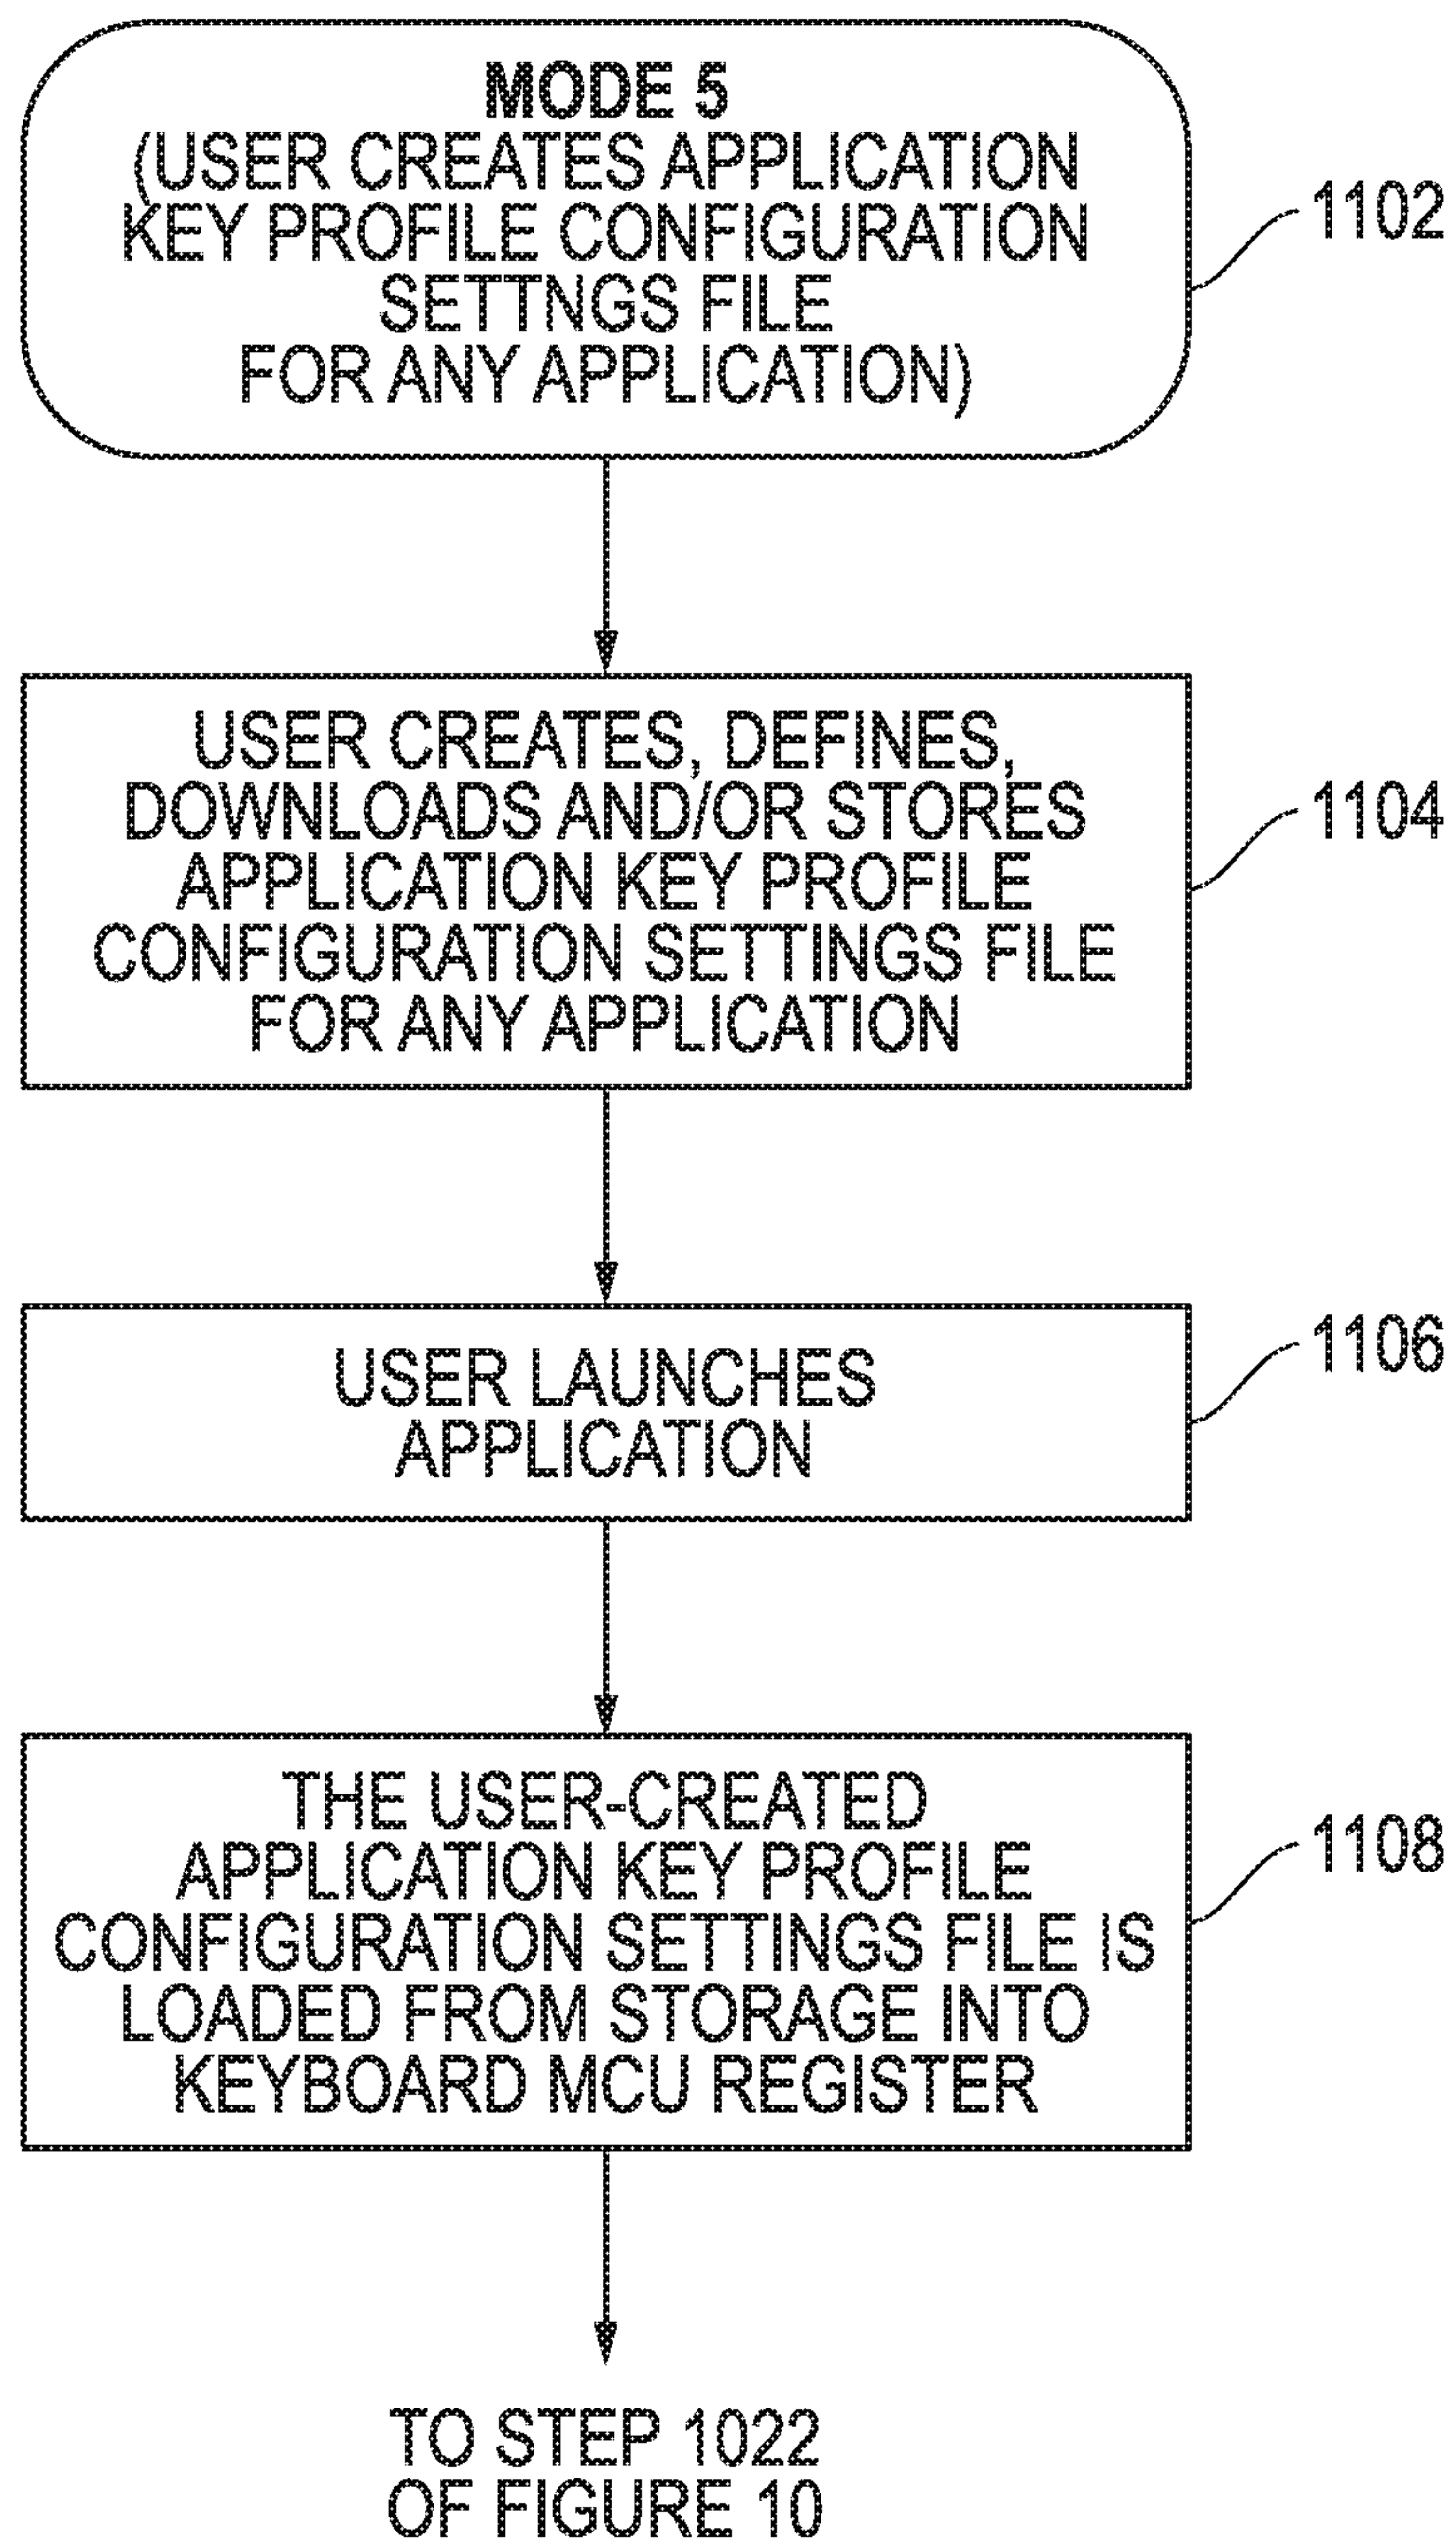 MODE 5
(USER CREATES APPLICATION
KEY PROFILE CONFIGURATION
SETTNGS FILE
FOR ANY APPLICATION)
1102
USER CREATES, DEFINES,
DOWNLOADS AND/OR STORES
APPLICATION KEY PROFILE
CONFIGURATION SETTINGS FILE
FOR ANY APPLICATION
1104
USER LAUNCHES
APPLICATION
1106
THE USER-CREATED
APPLICATION KEY PROFILE
CONFIGURATION SETTINGS FILE IS
LOADED FROM STORAGE INTO
KEYBOARD MCU REGISTER
1108
TO STEP 1022
OF FIGURE 10